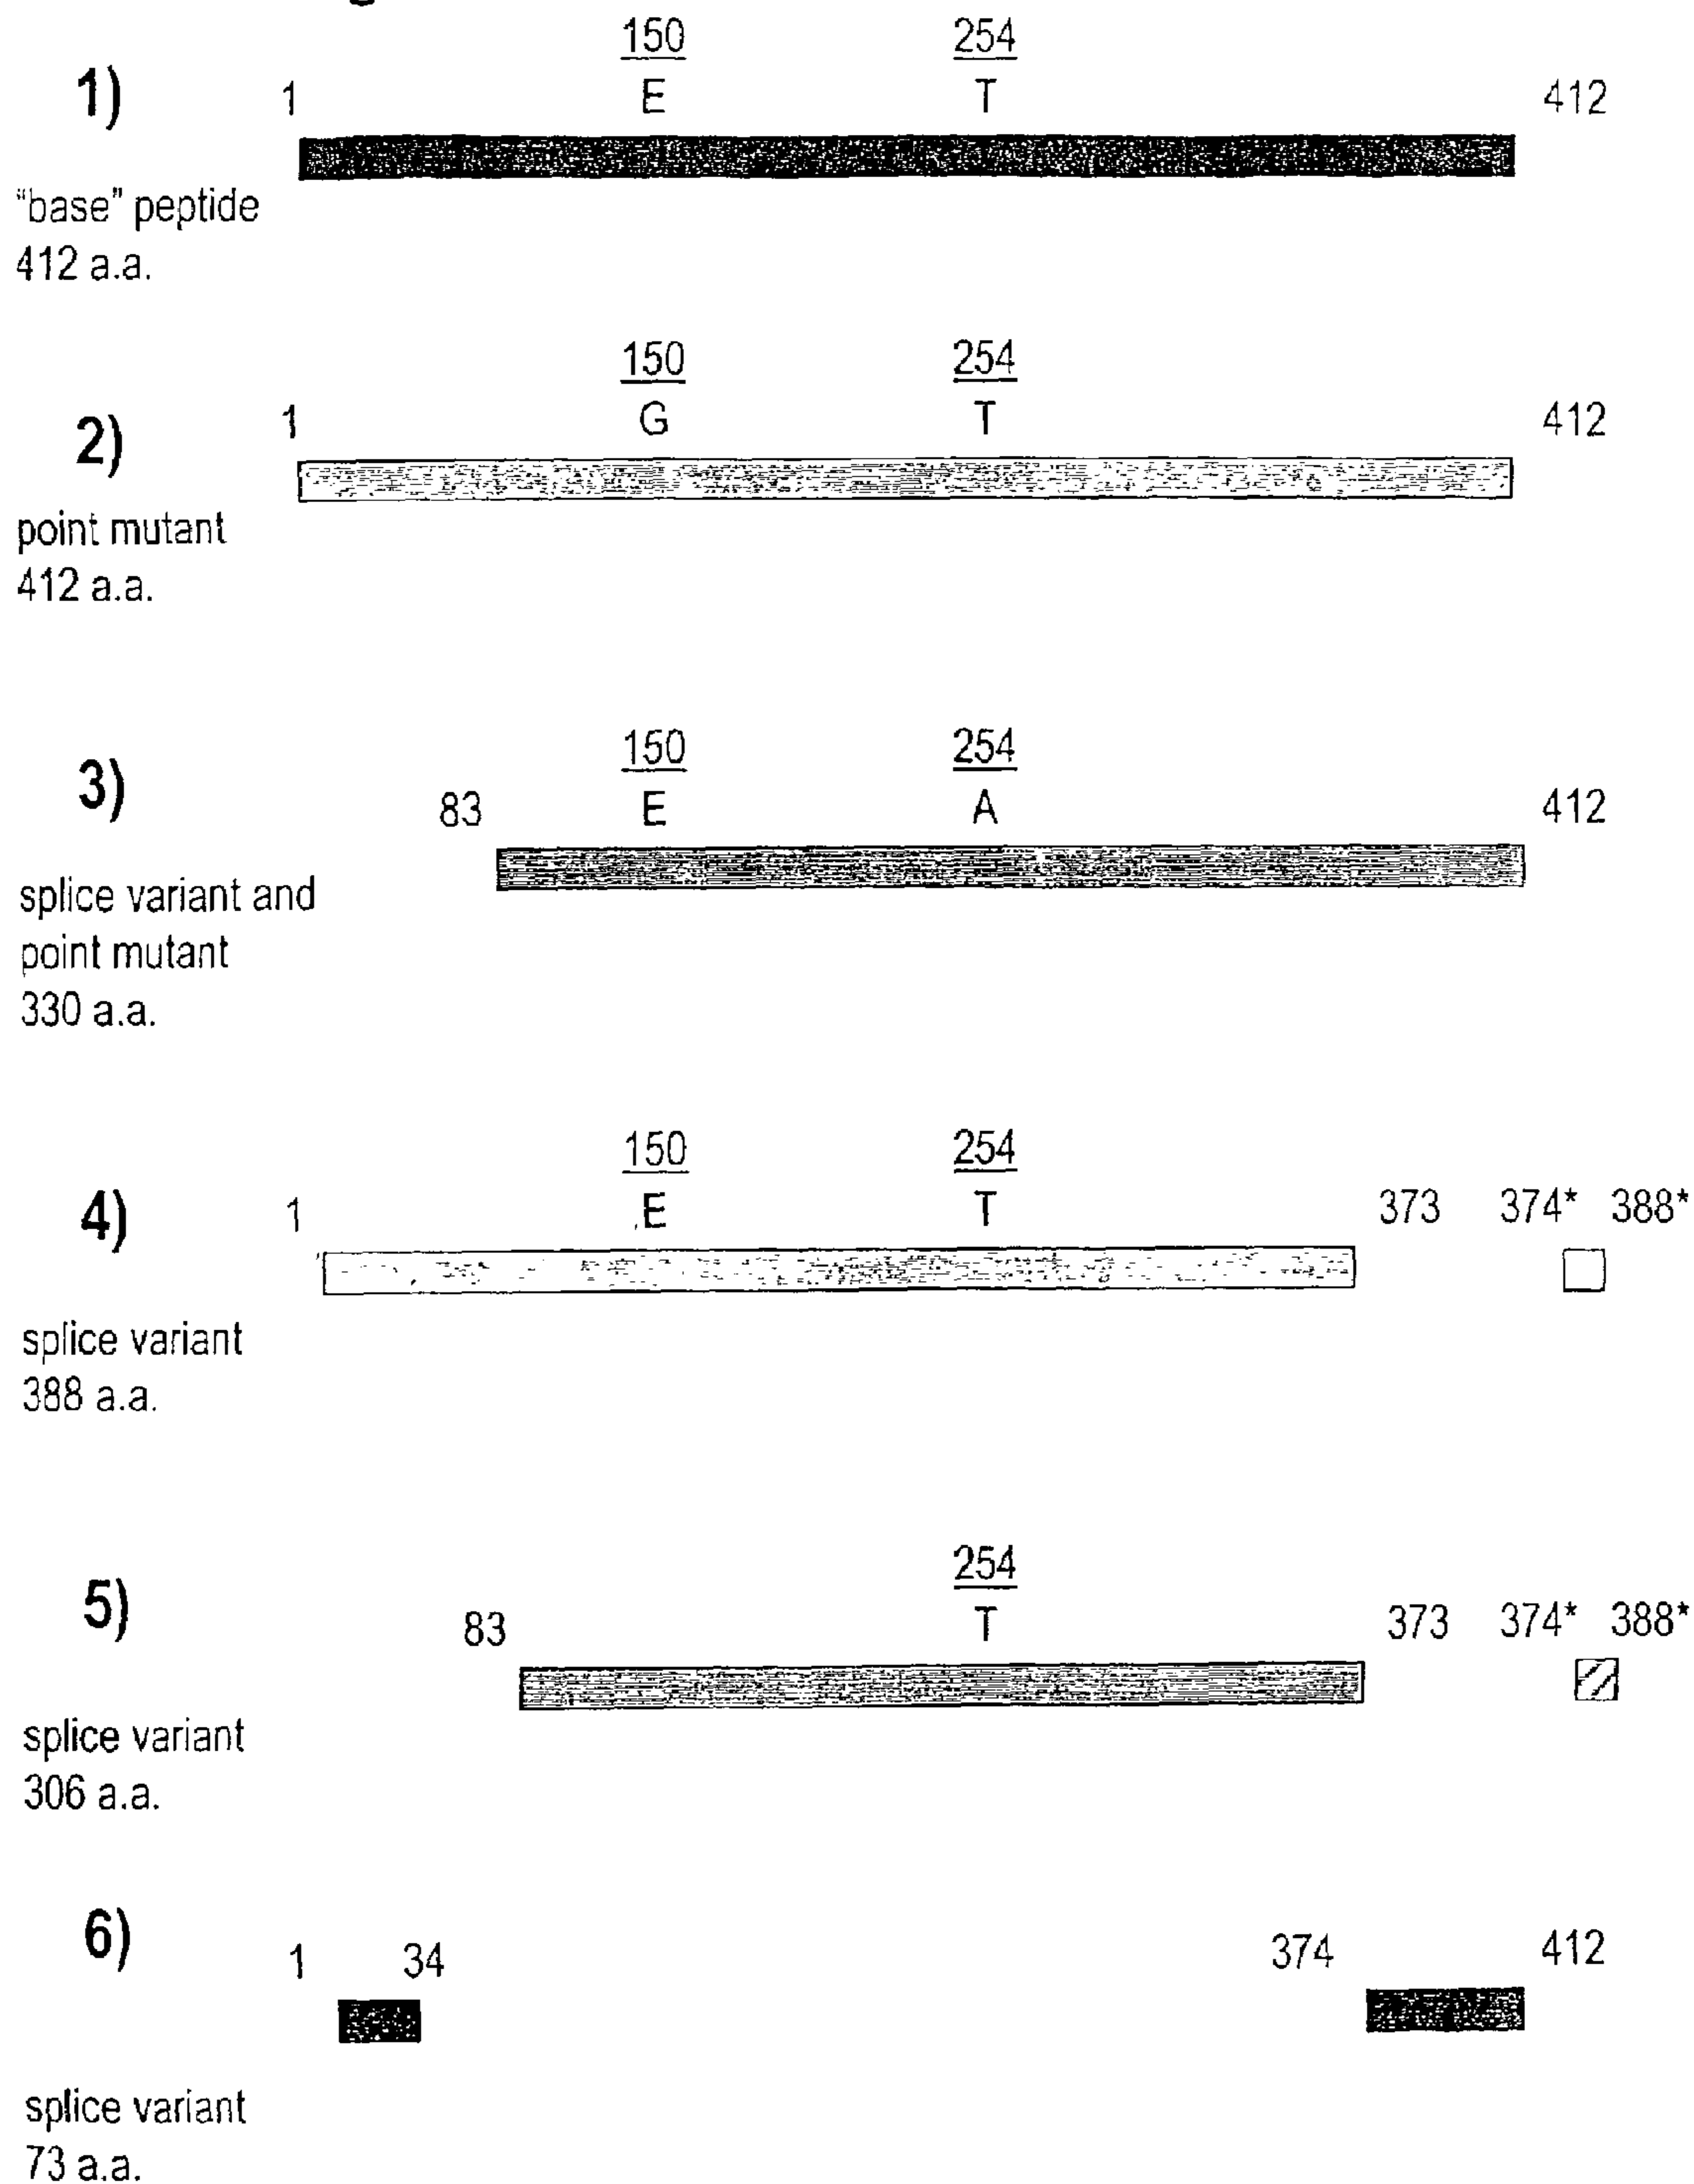 150 254
1) 1 E T 412
"base" peptide
412 a.a.
150 254
2) 1 G T 412
point mutant
412 a.a.
150 254
3) 83 E A 412
splice variant and
point mutant
330 a.a.
150 254
4) 1 E T 373 374* 388*
splice variant
388 a.a.
254
5) 83 T 373 374* 388*
splice variant
306 a.a.
6) 1 34 374 412
splice variant
73 a.a.